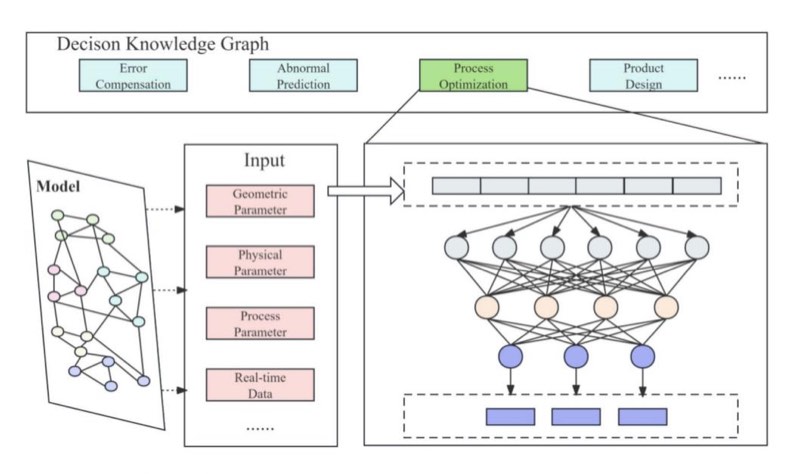 Decison Knowledge Graph
Error
Compensation
Abnormal
Prediction
Process
Optimization
Product
Design
......
Model
Input
Geometric
Parameter
Physical
Parameter
Process
Parameter
Real-time
Data
......